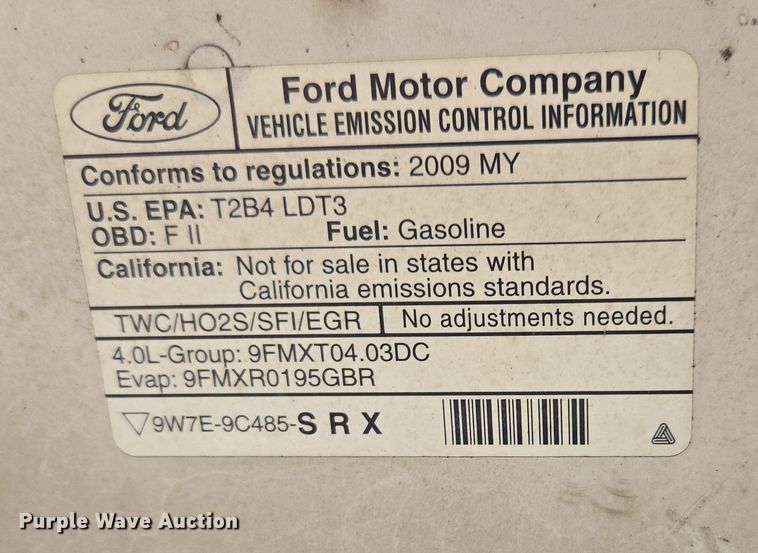 Ford
Ford Motor Company
VEHICLE EMISSION CONTROL INFORMATION
Conforms to regulations: 2009 MY
U.S. EPA: T2B4 LDT3
OBD: F II Fuel: Gasoline
California: Not for sale in states with
California emissions standards.
TWC/HO2S/SFI/EGR No adjustments needed.
4.0L-Group: 9FMXT04.03DC
Evap: 9FMXR0195GBR
9W7E-9C485-S R X
Purple Wave Auction